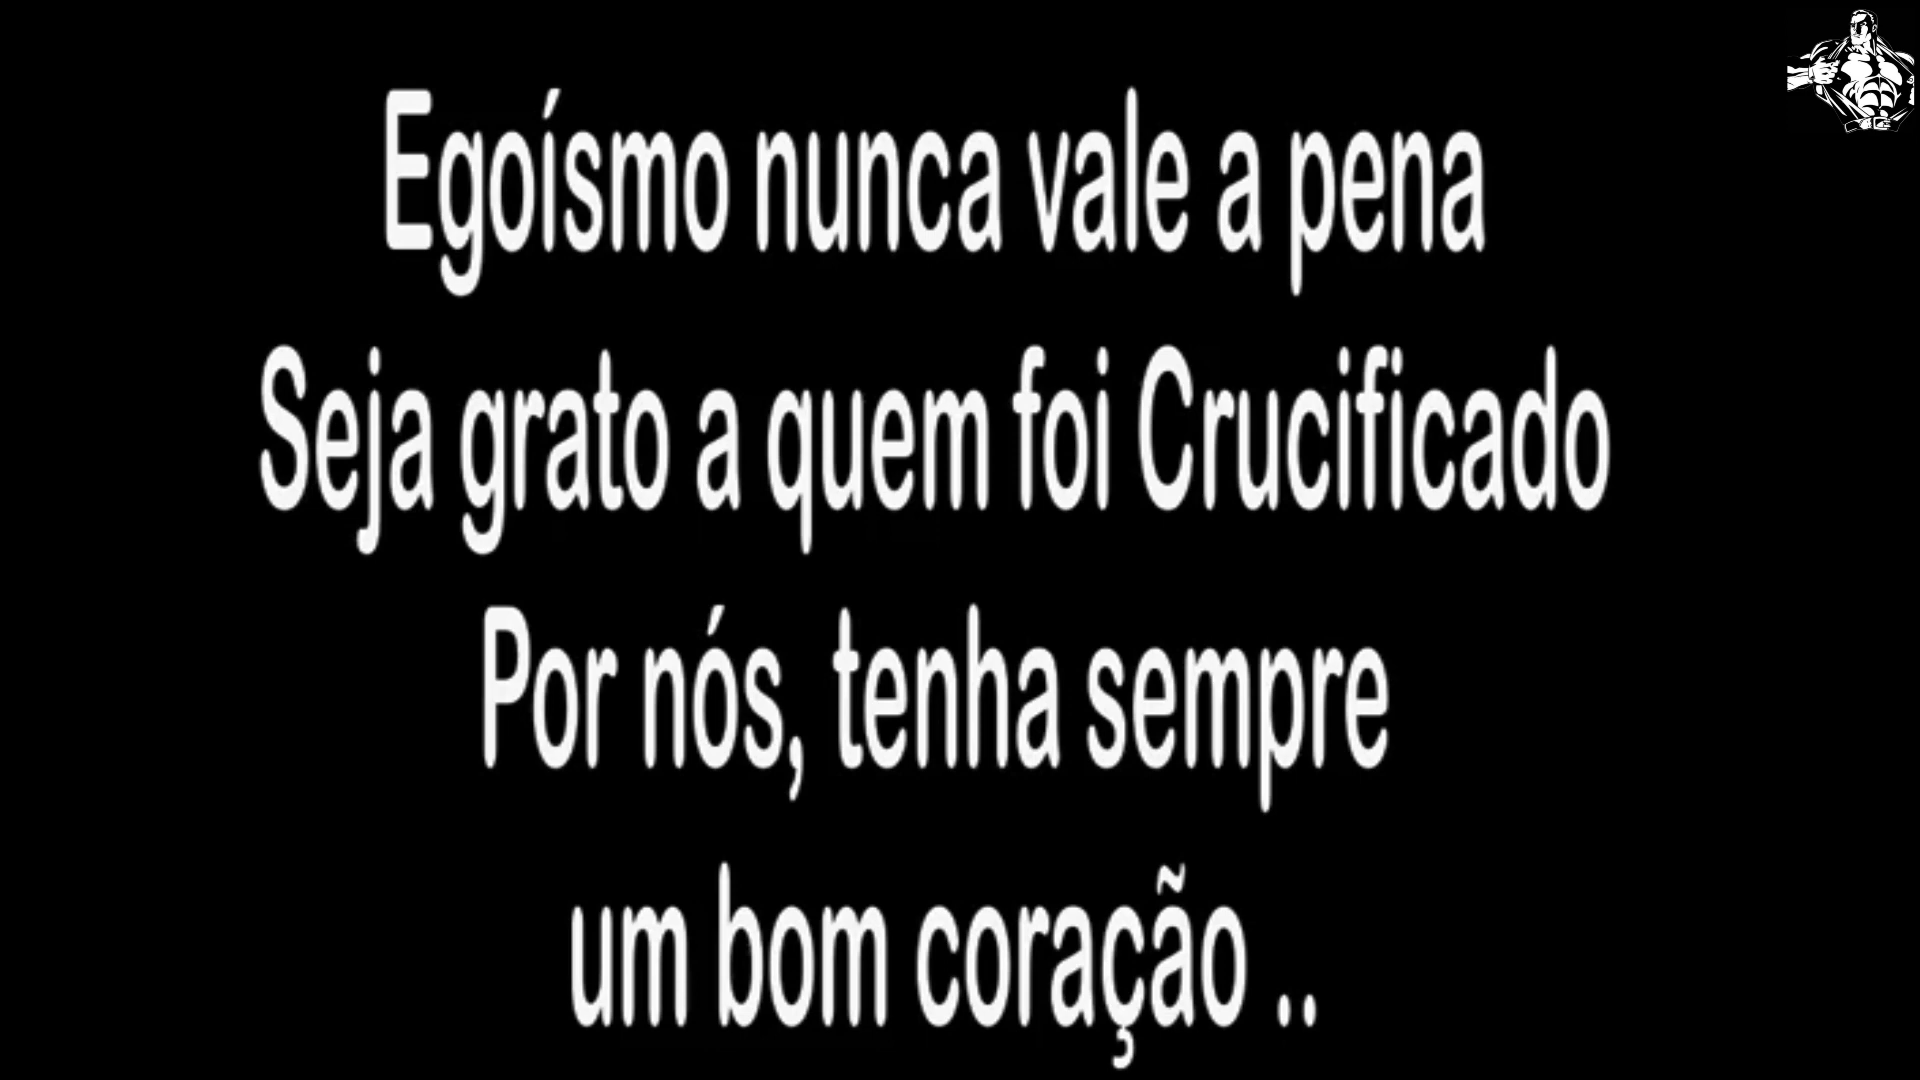 Egoísmo nunca vale a pena
Seja grato a quem foi Crucificado
Por nós, tenha sempre
um bom coração ..